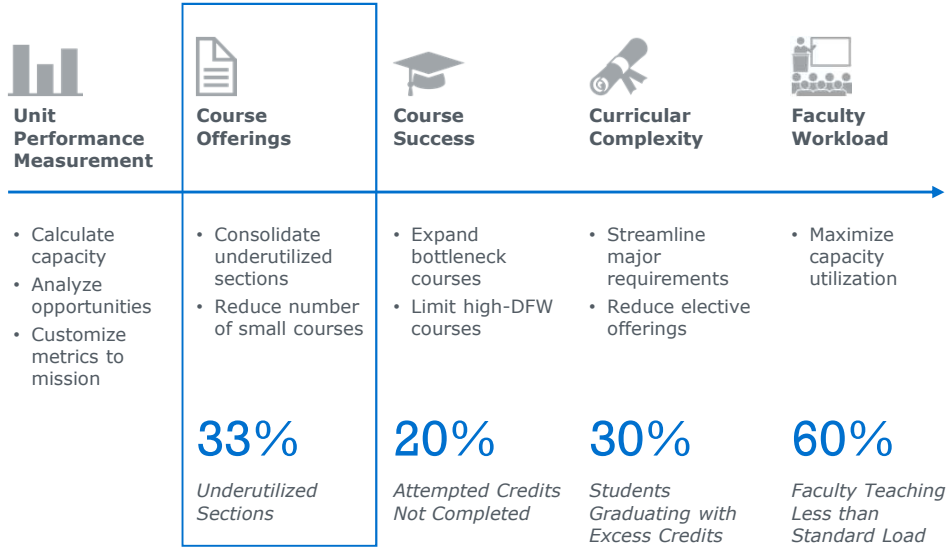 Unit
Performance
Measurement
Course
Offerings
Course
Success
Curricular
Complexity
Faculty
Workload
• Calculate
capacity
• Analyze
opportunities
• Customize
metrics to
mission
• Consolidate
underutilized
sections
• Reduce number
of small courses
• Expand
bottleneck
courses
• Limit high-DFW
courses
• Streamline
major
requirements
• Reduce elective
offerings
• Maximize
capacity
utilization
33%
Underutilized
Sections
20%
Attempted Credits
Not Completed
30%
Students
Graduating with
Excess Credits
60%
Faculty Teaching
Less than
Standard Load